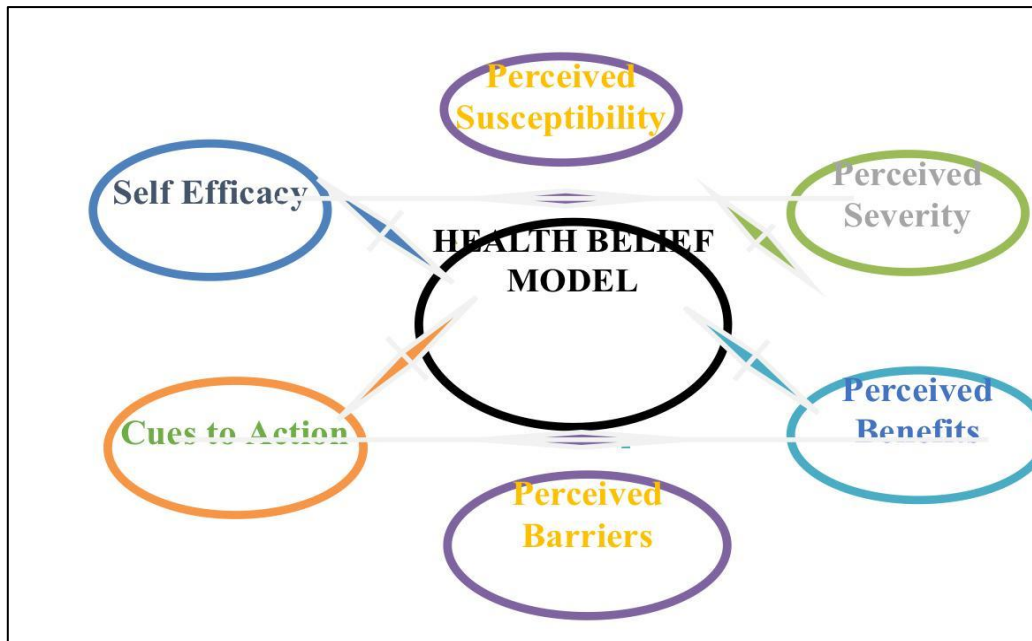 Perceived
Susceptibility
Self Efficacy
Perceived
Severity
HEALTH BELIEF
MODEL
Cues to Action
Perceived
Benefits
Perceived
Barriers